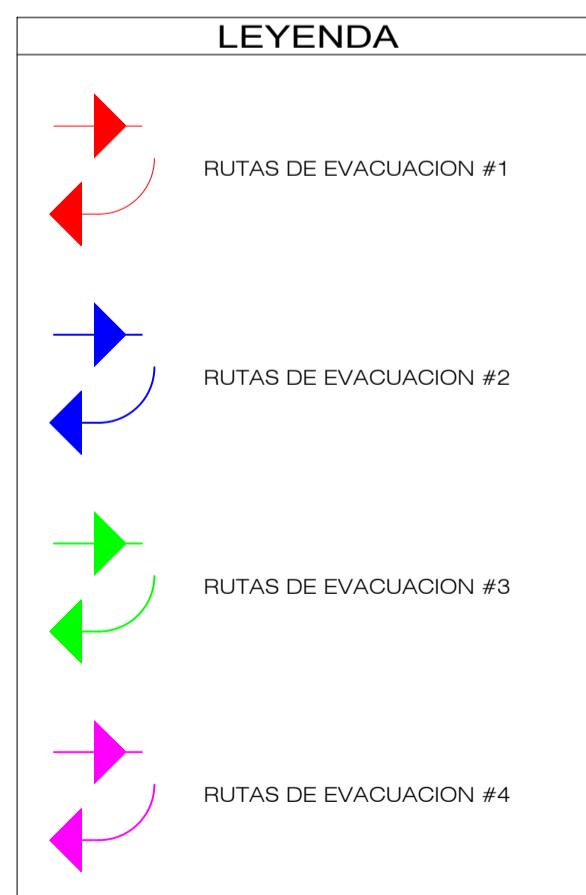 LEYENDA
RUTAS DE EVACUACION #1
RUTAS DE EVACUACION #2
RUTAS DE EVACUACION #3
RUTAS DE EVACUACION #4